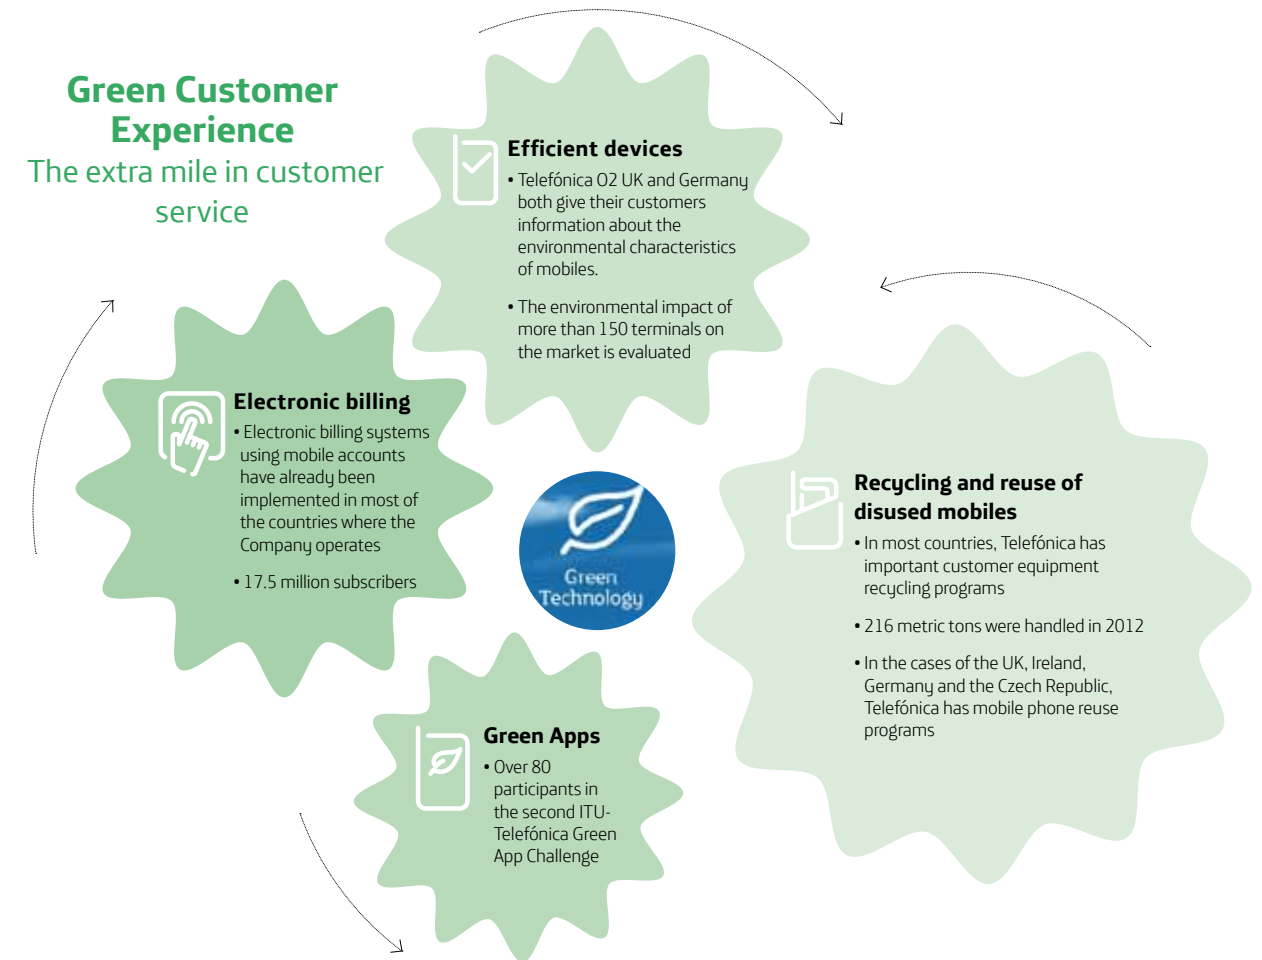 Green Customer
Experience
The extra mile in customer
service
Efficient devices
• Telefónica O2 UK and Germany
both give their customers
information about the
environmental characteristics
of mobiles.
• The environmental impact of
more than 150 terminals on
the market is evaluated
Electronic billing
• Electronic billing systems
using mobile accounts
have already been
implemented in most of
the countries where the
Company operates
• 17.5 million subscribers
Green
Technology
Recycling and reuse of
disused mobiles
• In most countries, Telefónica has
important customer equipment
recycling programs
• 216 metric tons were handled in 2012
• In the cases of the UK, Ireland,
Germany and the Czech Republic,
Telefónica has mobile phone reuse
programs
Green Apps
• Over 80
participants in
the second ITU-
Telefónica Green
App Challenge